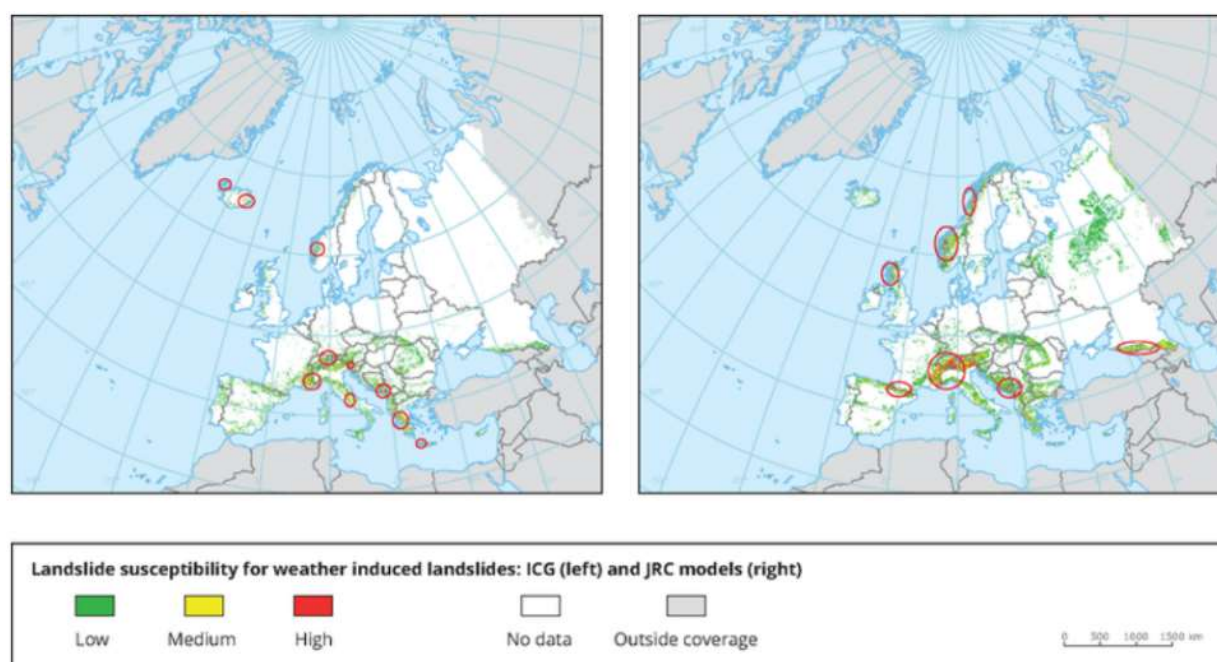 Landslide susceptibility for weather induced landslides: ICG (left) and JRC models (right)
Low Medium High No data Outside coverage
0 500 1000 1500 km